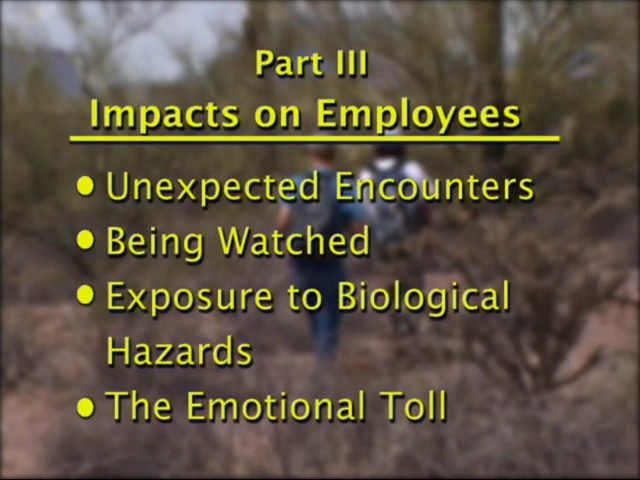 Part III
Impacts on Employees
• Unexpected Encounters
• Being Watched
• Exposure to Biological
Hazards
• The Emotional Toll